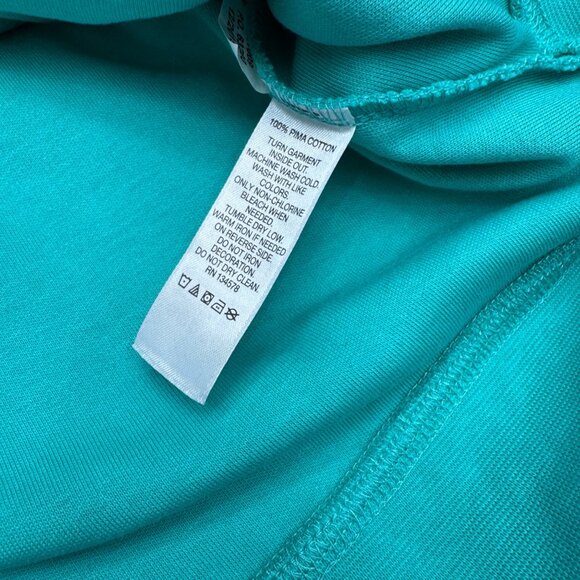 100% PIMA COTTON
TURN GARMENT
INSIDE OUT.
MACHINE WASH COLD.
WASH WITH LIKE
COLORS.
ONLY NON-CHLORINE
BLEACH WHEN
NEEDED.
TUMBLE DRY LOW.
WARM IRON IF NEEDED
ON REVERSE SIDE.
DO NOT IRON
DECORATION.
DO NOT DRY CLEAN.
RN 134578